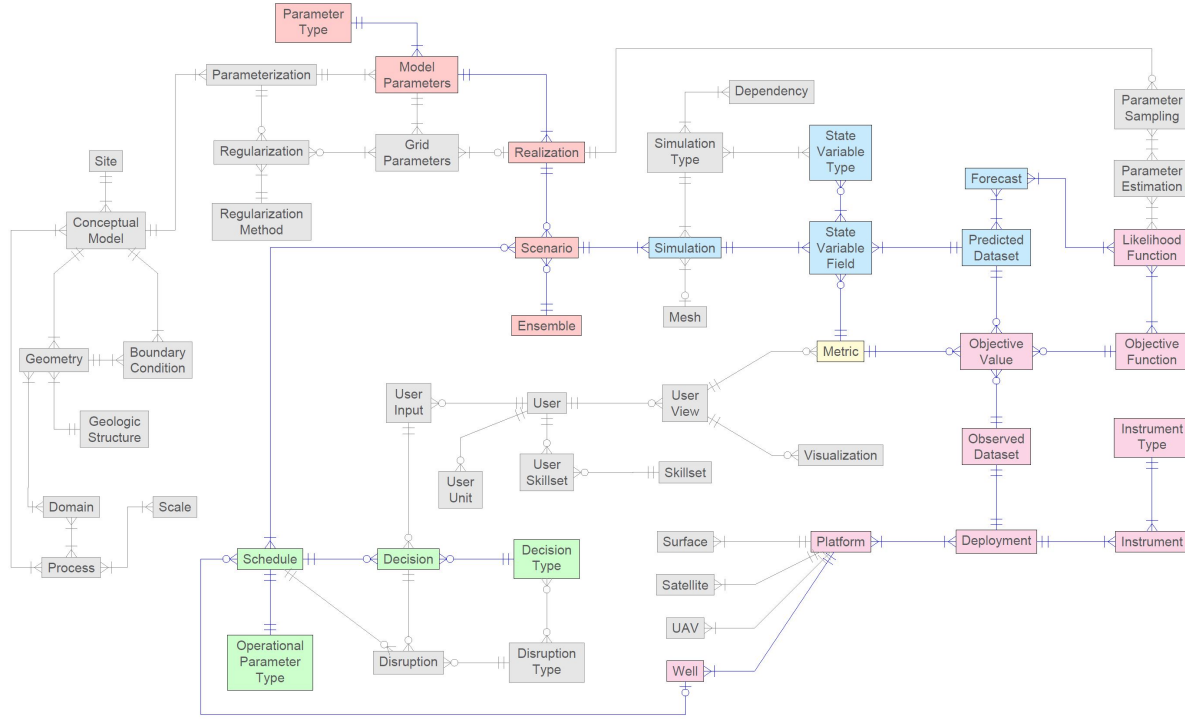 Parameter
Type
Model
Parameters
Parameterization
Dependency
Parameter
Sampling
Regularization
Grid
Parameters
Realization
Simulation
Type
State
Variable
Type
Site
Parameter
Estimation
Forecast
Regularization
Method
Conceptual
Model
Scenario
Simulation
State
Variable
Field
Predicted
Dataset
Likelihood
Function
Ensemble
Mesh
Geometry
Boundary
Condition
Metric
Objective
Value
Objective
Function
User
Input
User
User
View
Geologic
Structure
Observed
Dataset
Instrument
Type
Visualization
User
Unit
User
Skillset
Skillset
Domain
Scale
Surface
Platform
Deployment
Instrument
Schedule
Decision
Decision
Type
Process
Satellite
UAV
Operational
Parameter
Type
Disruption
Disruption
Type
Well